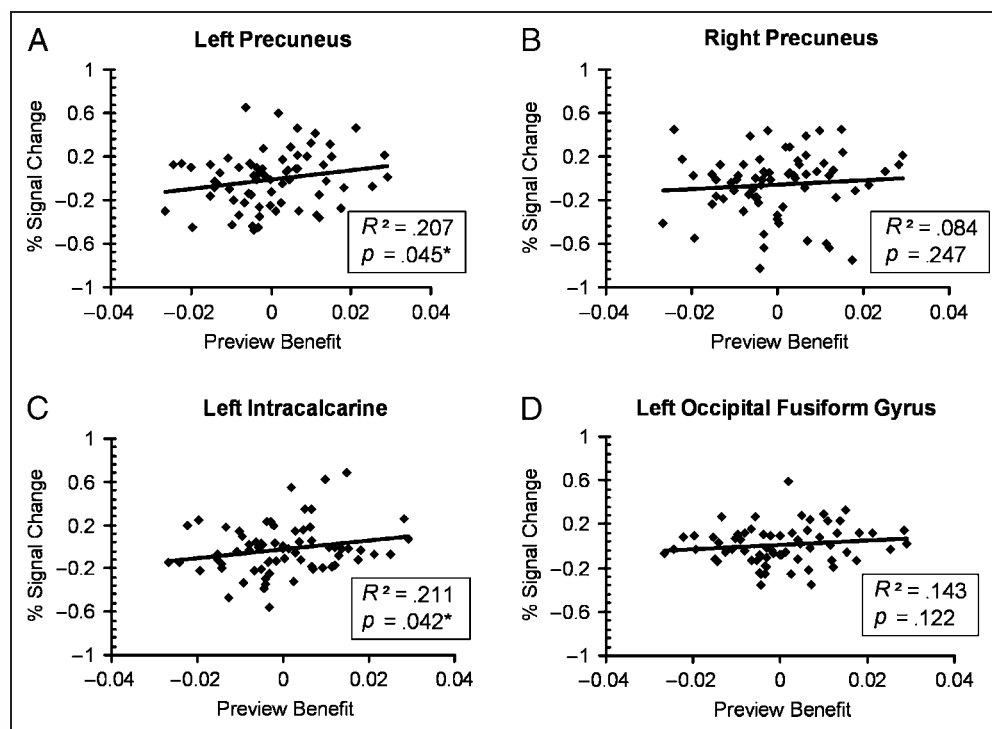 A
Left Precuneus
% Signal Change
1
0.6
0.2
−0.2
−0.6
−1
−0.04
−0.02
0
0.02
0.04
Preview Benefit
R² = .207
p = .045*
B
Right Precuneus
% Signal Change
1
0.6
0.2
−0.2
−0.6
−1
−0.04
−0.02
0
0.02
0.04
Preview Benefit
R² = .084
p = .247
C
Left Intracalcarine
% Signal Change
1
0.6
0.2
−0.2
−0.6
−1
−0.04
−0.02
0
0.02
0.04
Preview Benefit
R² = .211
p = .042*
D
Left Occipital Fusiform Gyrus
% Signal Change
1
0.6
0.2
−0.2
−0.6
−1
−0.04
−0.02
0
0.02
0.04
Preview Benefit
R² = .143
p = .122